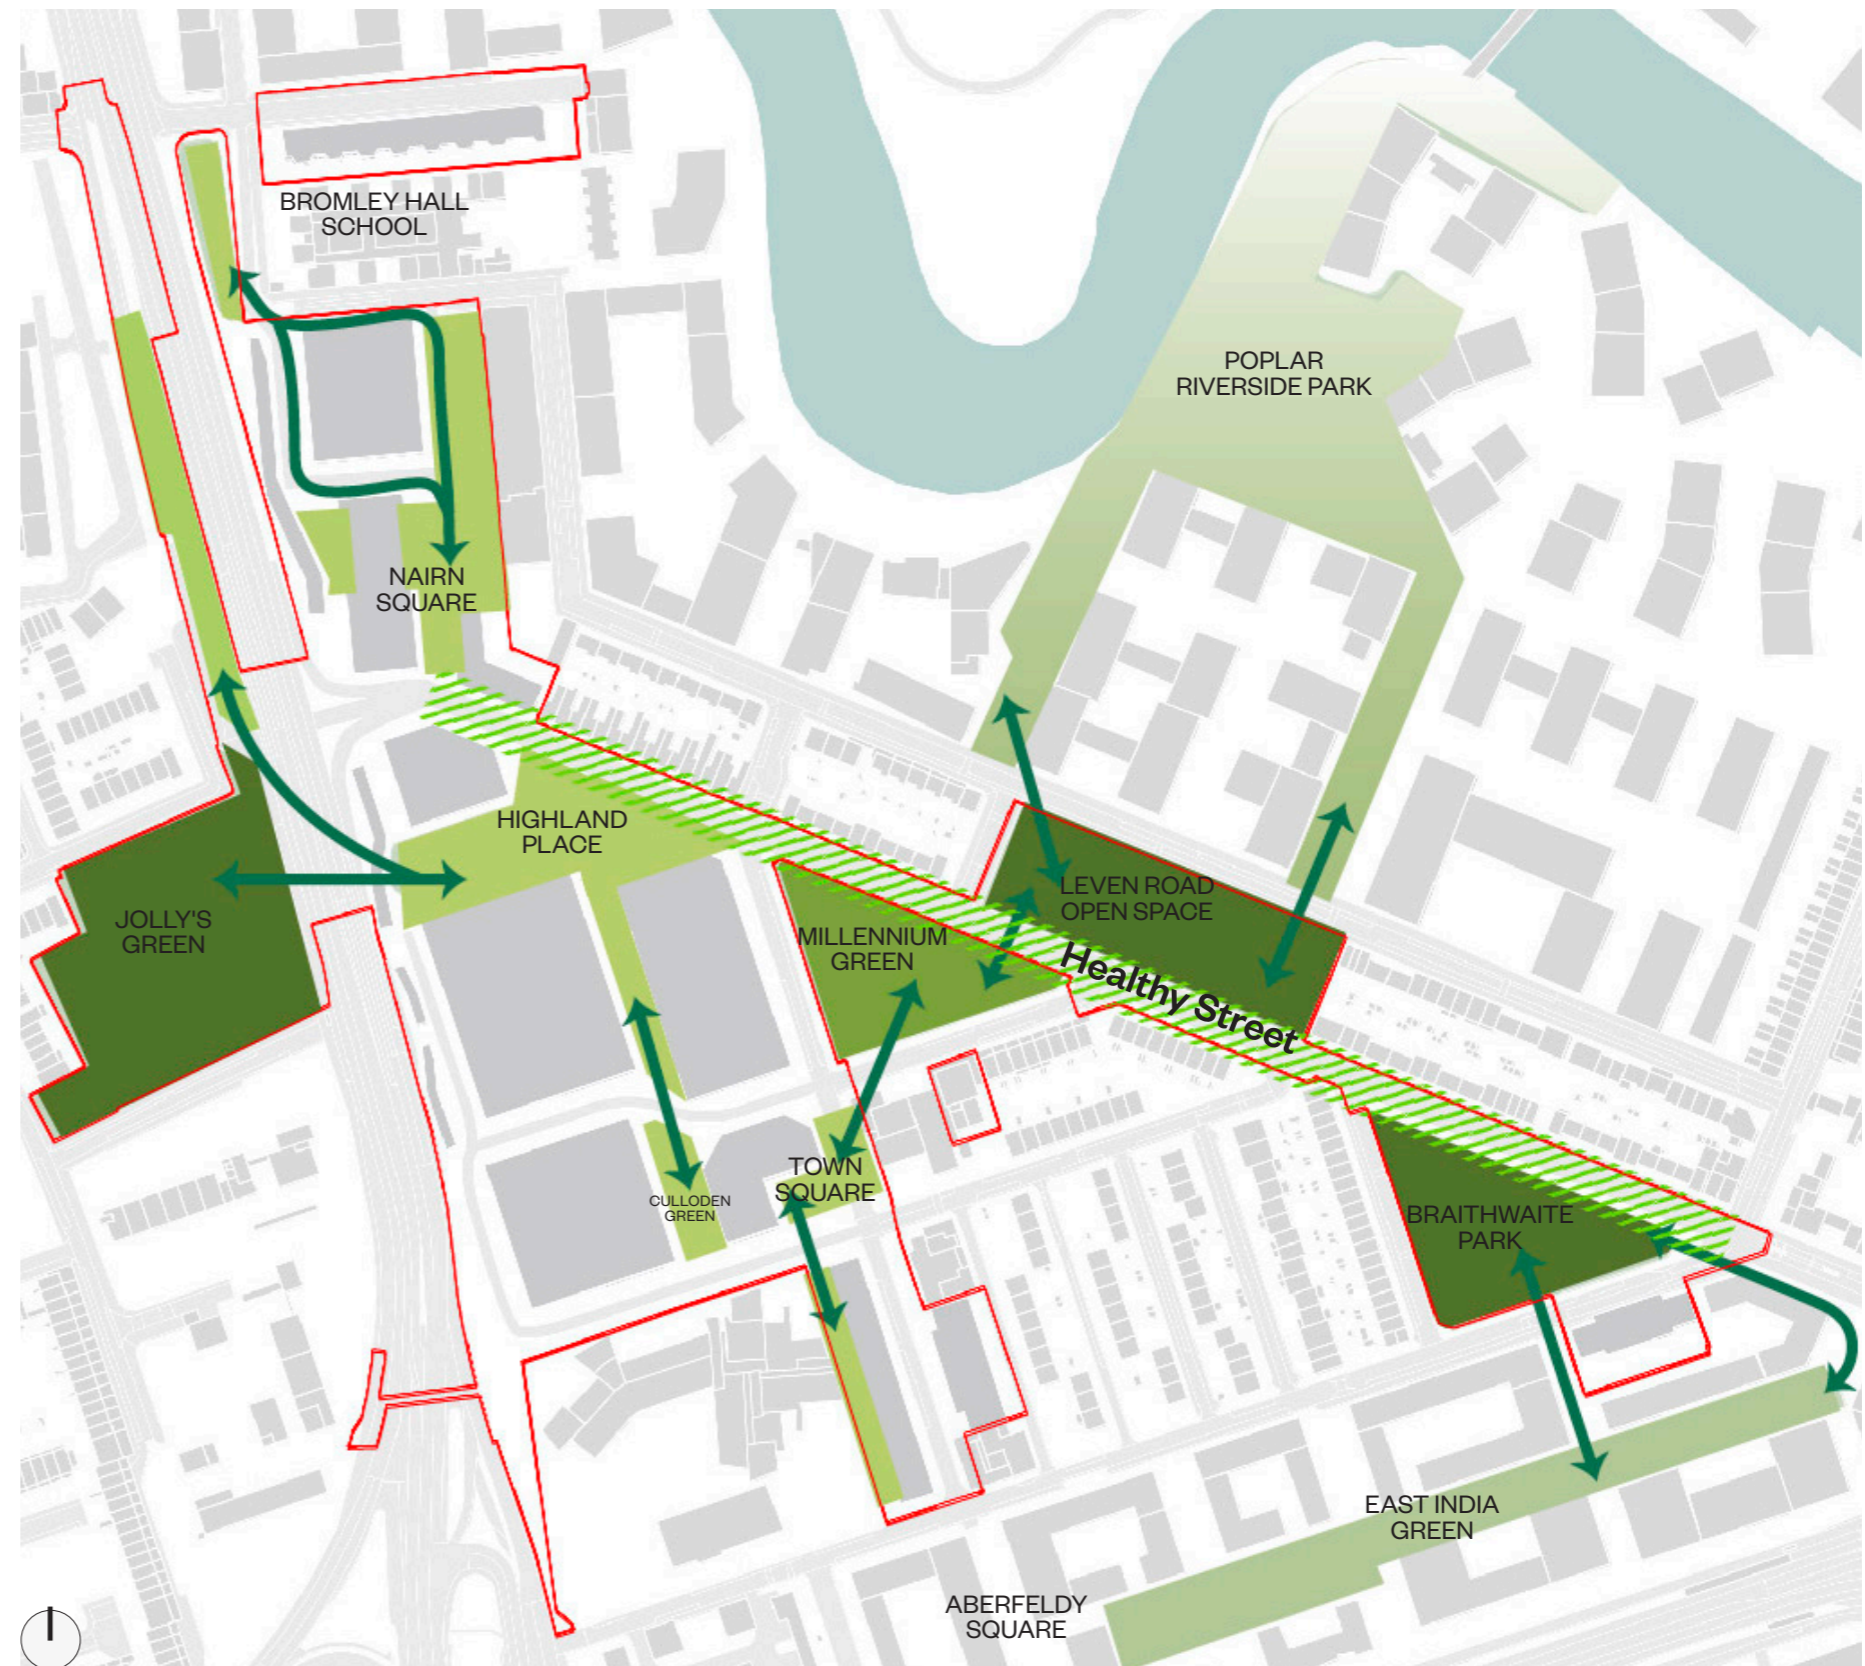 BROMLEY HALL
SCHOOL
POPLAR
RIVERSIDE PARK
NAIRN
SQUARE
HIGHLAND
PLACE
JOLLY'S
GREEN
MILLENNIUM
GREEN
LEVEN ROAD
OPEN SPACE
Healthy Street
TOWN
SQUARE
CULLODEN
GREEN
BRAITHWAITE
PARK
EAST INDIA
GREEN
ABERFELDY
SQUARE